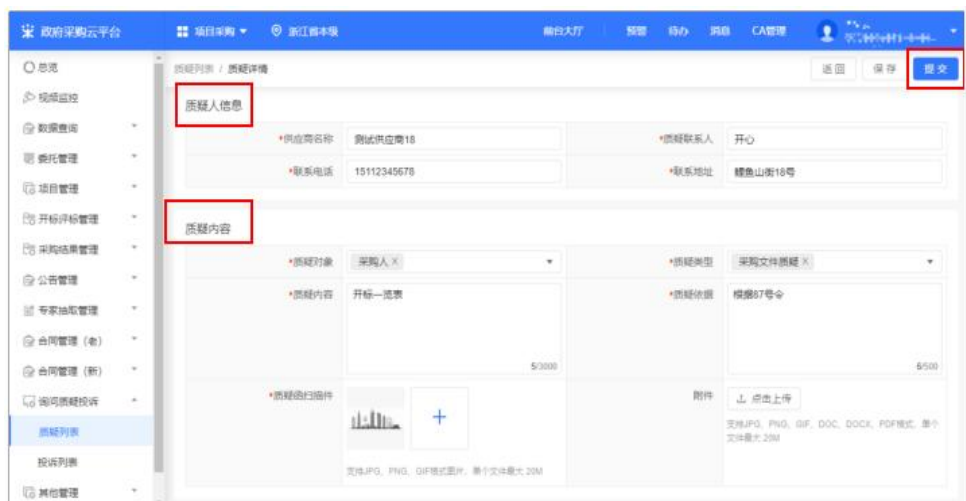 政府采购云平台
项目采购
浙江省本级
前台大厅
预警 待办 消息 CA管理
总览
质疑列表 / 质疑详情
返回 保存 提交
视频监控
质疑人信息
数据查询
*供应商名称 测试供应商18 *质疑联系人 开心
委托管理
*联系电话 15112345678 *联系地址 鲤鱼山街18号
项目管理
开标评标管理
质疑内容
采购结果管理
*质疑对象 采购人 × *质疑类型 采购文件质疑 ×
公告管理
*质疑内容 开标一览表 *质疑依据 根据87号令
专家抽取管理
合同管理（老）
5/3000 6/500
合同管理（新）
*质疑函扫描件 附件 点击上传
询问质疑投诉
支持JPG、PNG、GIF、DOC、DOCX、PDF格式，单个
文件最大 20M
质疑列表
投诉列表
支持JPG、PNG、GIF格式图片，单个文件最大 20M
其他管理